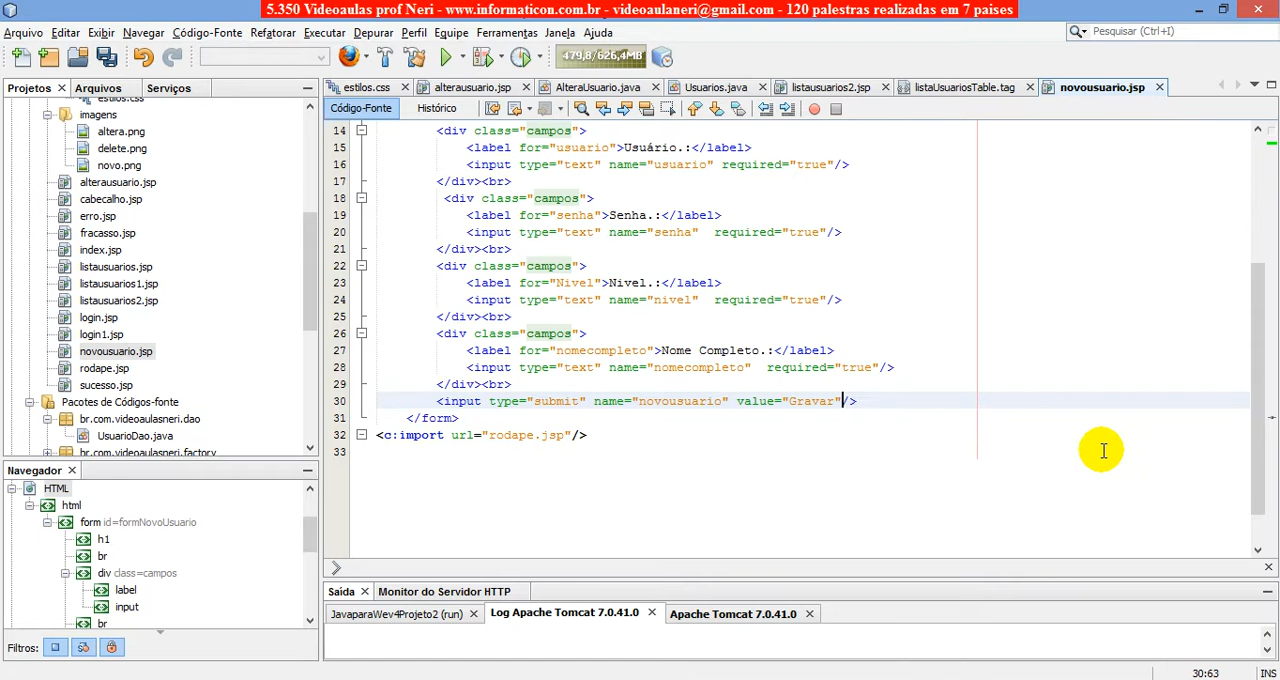 5.350 Videoaulas prof Neri - www.informaticon.com.br - videoaulaneri@gmail.com - 120 palestras realizadas em 7 paises
Arquivo Editar Exibir Navegar Código-Fonte Refatorar Executar Depurar Perfil Equipe Ferramentas Janela Ajuda
Pesquisar (Ctrl+I)
479,8/626,4MB
Projetos Arquivos Serviços
estilos.css alterausuario.jsp AlteraUsuario.java Usuarios.java listausuarios2.jsp listaUsuariosTable.tag novousuario.jsp
Código-Fonte Histórico
estilos.css
imagens
altera.png
delete.png
novo.png
alterausuario.jsp
cabecalho.jsp
erro.jsp
fracasso.jsp
index.jsp
listausuarios.jsp
listausuarios1.jsp
listausuarios2.jsp
login.jsp
login1.jsp
novousuario.jsp
rodape.jsp
sucesso.jsp
Pacotes de Códigos-fonte
br.com.videoaulasneri.dao
UsuarioDao.java
br.com.videoaulasneri.factory
14 <div class="campos">
15 <label for="usuario">Usuário.:</label>
16 <input type="text" name="usuario" required="true"/>
17 </div><br>
18 <div class="campos">
19 <label for="senha">Senha.:</label>
20 <input type="text" name="senha" required="true"/>
21 </div><br>
22 <div class="campos">
23 <label for="Nivel">Nivel.:</label>
24 <input type="text" name="nivel" required="true"/>
25 </div><br>
26 <div class="campos">
27 <label for="nomecompleto">Nome Completo.:</label>
28 <input type="text" name="nomecompleto" required="true"/>
29 </div><br>
30 <input type="submit" name="novousuario" value="Gravar"/>
31 </form>
32 <c:import url="rodape.jsp"/>
33
Navegador
HTML
html
form id=formNovoUsuario
h1
br
div class=campos
label
input
br
Filtros:
Saída Monitor do Servidor HTTP
JavaparaWev4Projeto2 (run) Log Apache Tomcat 7.0.41.0 Apache Tomcat 7.0.41.0
30:63 INS